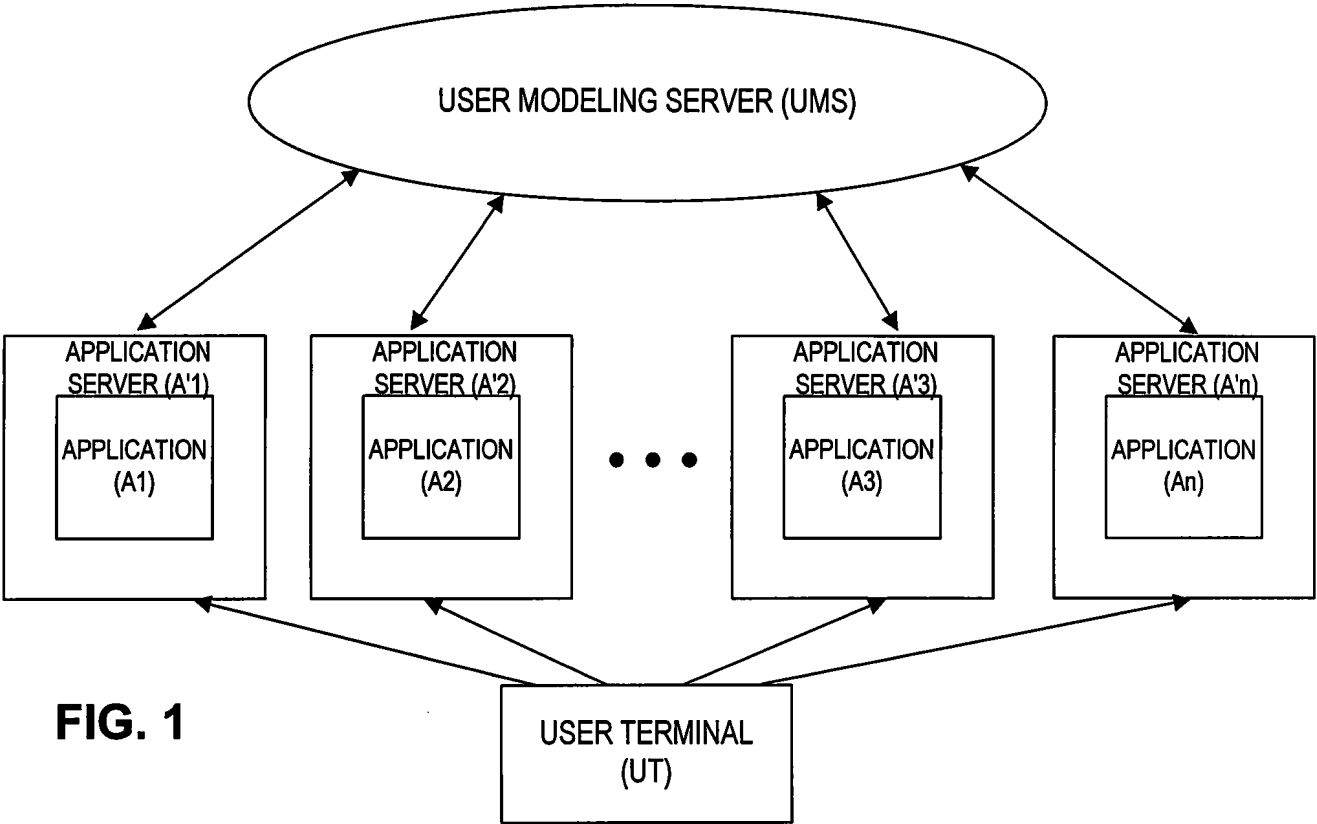 USER MODELING SERVER (UMS)
APPLICATION
SERVER (A'1)
APPLICATION
(A1)
APPLICATION
SERVER (A'2)
APPLICATION
(A2)
APPLICATION
SERVER (A'3)
APPLICATION
(A3)
APPLICATION
SERVER (A'n)
APPLICATION
(An)
USER TERMINAL
(UT)
FIG. 1